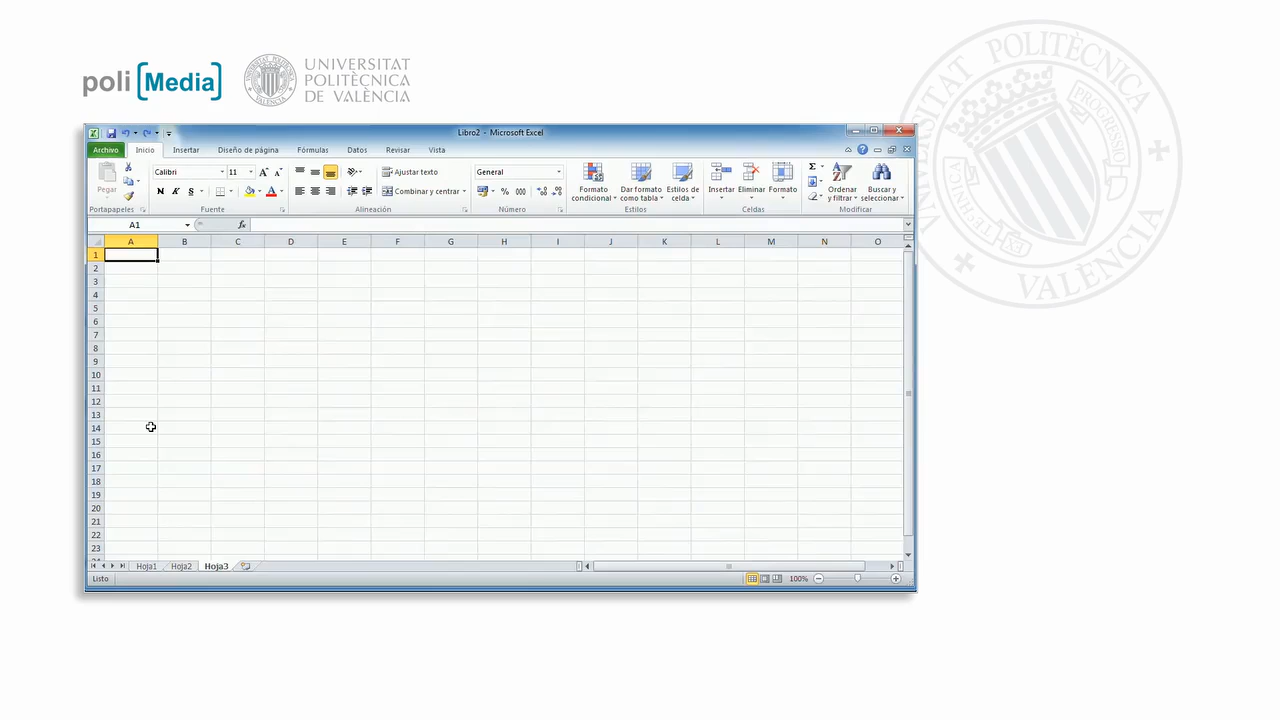 poli [Media]
UNIVERSITAT
POLITÈCNICA
DE VALÈNCIA
UNIVERSITAT POLITÈCNICA
PROGRESSIO
VALÈNCIA
Libro2 - Microsoft Excel
Archivo Inicio Insertar Diseño de página Fórmulas Datos Revisar Vista
Pegar
Calibri 11
N K S
Ajustar texto
Combinar y centrar
General
% 000
Formato condicional
Dar formato como tabla
Estilos de celda
Insertar Eliminar Formato
Σ
Ordenar y filtrar
Buscar y seleccionar
Portapapeles Fuente Alineación Número Estilos Celdas Modificar
A1 fx
A B C D E F G H I J K L M N O
1
2
3
4
5
6
7
8
9
10
11
12
13
14
15
16
17
18
19
20
21
22
23
Hoja1 Hoja2 Hoja3
Listo 100%